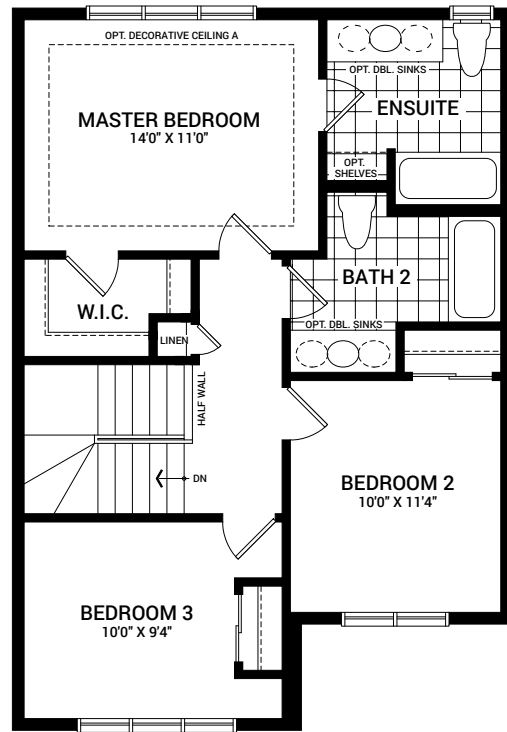 OPT. DECORATIVE CEILING A
MASTER BEDROOM
14'0" X 11'0"
OPT. DBL. SINKS
ENSUITE
OPT.
SHELVES
W.I.C.
BATH 2
OPT. DBL. SINKS
LINEN
HALF WALL
DN
BEDROOM 2
10'0" X 11'4"
BEDROOM 3
10'0" X 9'4"